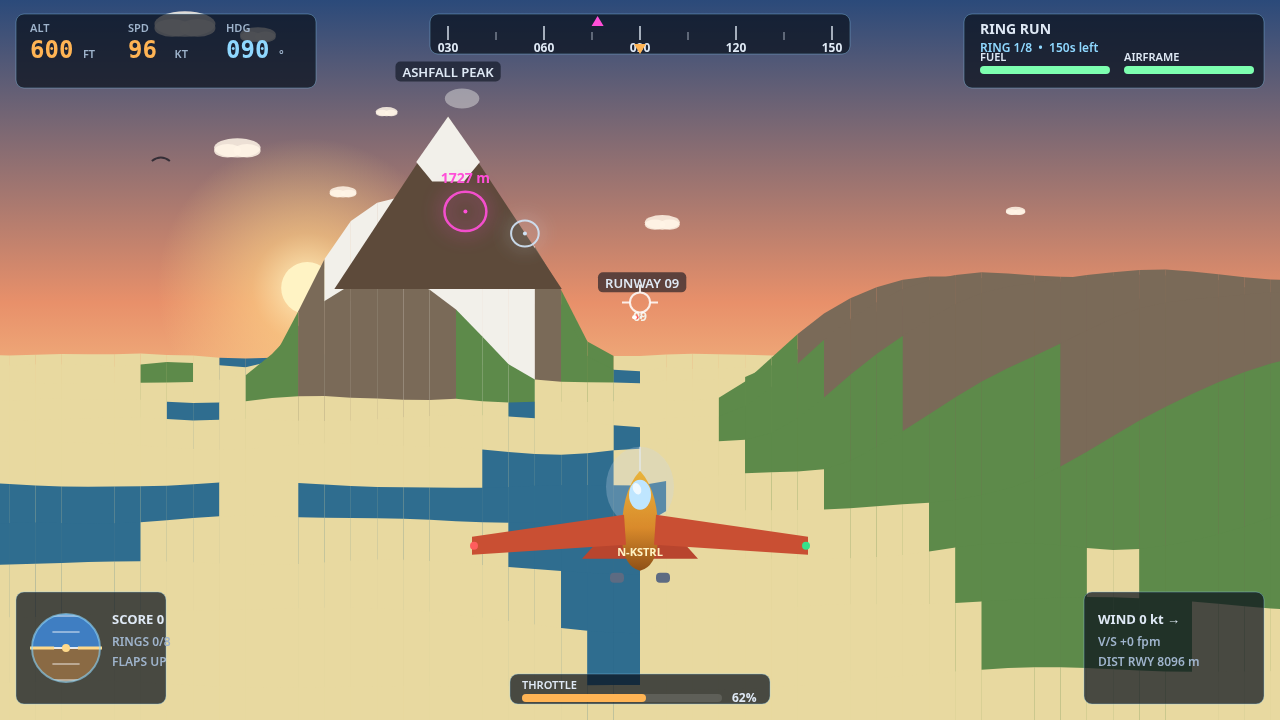 ALT
600 FT
SPD
96 KT
HDG
090 °
030 060 090 120 150
RING RUN
RING 1/8 • 150s left
FUEL
AIRFRAME
ASHFALL PEAK
1727 m
RUNWAY 09
09
N-KSTRL
SCORE 0
RINGS 0/8
FLAPS UP
THROTTLE
62%
WIND 0 kt →
V/S +0 fpm
DIST RWY 8096 m